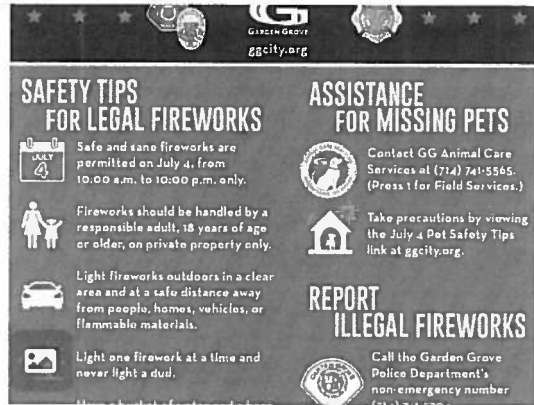 GARDEN GROVE
ggcity.org
SAFETY TIPS
FOR LEGAL FIREWORKS
JULY
4
Safe and sane fireworks are
permitted on July 4, from
10:00 a.m. to 10:00 p.m. only.
Fireworks should be handled by a
responsible adult, 18 years of age
or older, on private property only.
Light fireworks outdoors in a clear
area and at a safe distance away
from people, homes, vehicles, or
flammable materials.
Light one firework at a time and
never light a dud.
ASSISTANCE
FOR MISSING PETS
Contact GG Animal Care
Services at (714) 741-5565.
(Press 1 for Field Services.)
Take precautions by viewing
the July 4 Pet Safety Tips
link at ggcity.org.
REPORT
ILLEGAL FIREWORKS
Call the Garden Grove
Police Department's
non-emergency number